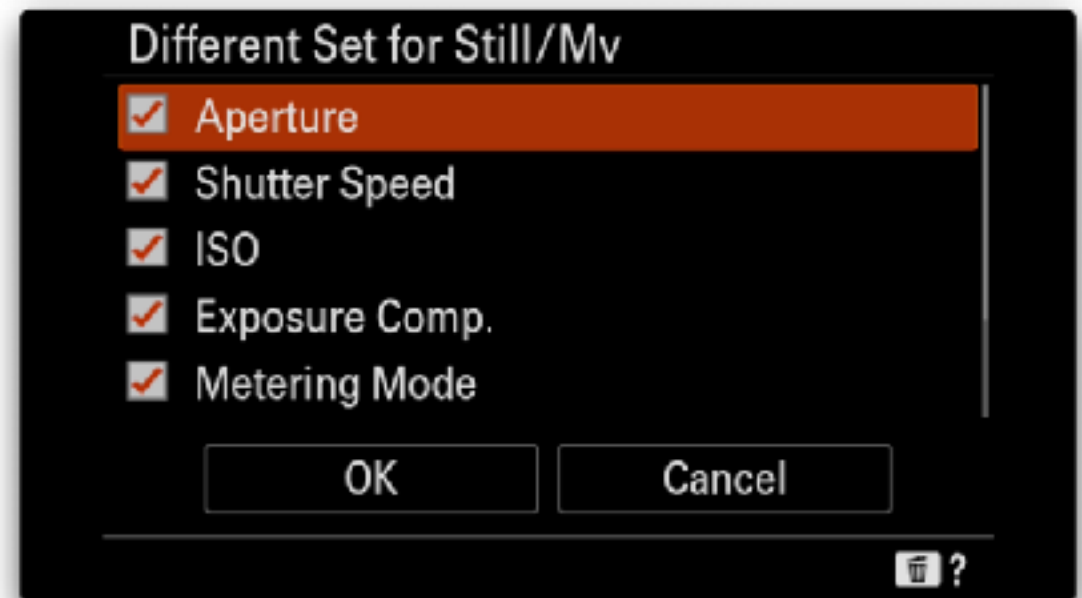 Different Set for Still/Mv
Aperture
Shutter Speed
ISO
Exposure Comp.
Metering Mode
OK Cancel
?